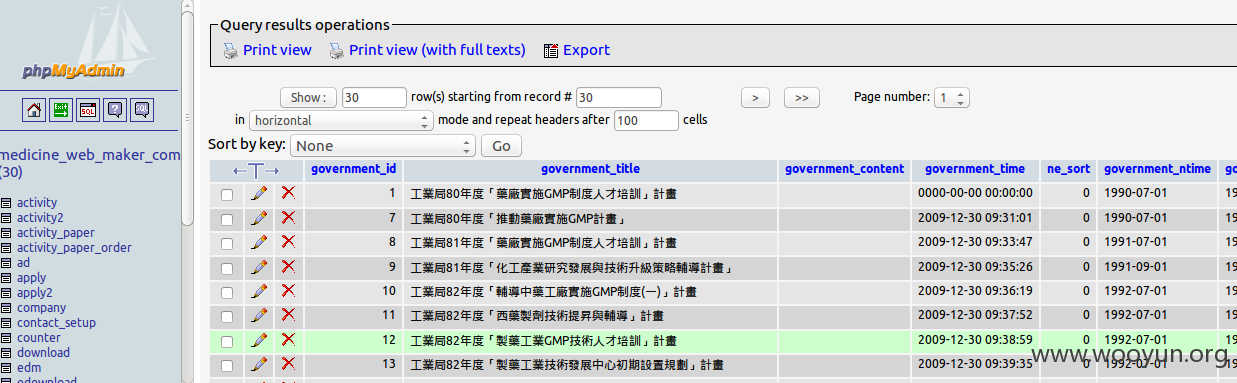 phpMyAdmin
Exit
SQL
?
SQL
medicine_web_maker_com
(30)
activity
activity2
activity_paper
activity_paper_order
ad
apply
apply2
company
contact_setup
counter
download
edm
edownload
Query results operations
Print view Print view (with full texts) Export
Show : 30 row(s) starting from record # 30 > >> Page number: 1
in horizontal mode and repeat headers after 100 cells
Sort by key: None Go
←T→ government_id government_title government_content government_time ne_sort government_ntime go
1 工業局80年度「藥廠實施GMP制度人才培訓」計畫 0000-00-00 00:00:00 0 1990-07-01 19
7 工業局80年度「推動藥廠實施GMP計畫」 2009-12-30 09:31:01 0 1990-07-01 19
8 工業局81年度「藥廠實施GMP制度人才培訓」計畫 2009-12-30 09:33:47 0 1991-07-01 19
9 工業局81年度「化工產業研究發展與技術升級策略輔導計畫」 2009-12-30 09:35:26 0 1991-09-01 19
10 工業局82年度「輔導中藥工廠實施GMP制度(一)」計畫 2009-12-30 09:36:19 0 1992-07-01 19
11 工業局82年度「西藥製劑技術提昇與輔導」計畫 2009-12-30 09:37:52 0 1992-07-01 19
12 工業局82年度「製藥工業GMP技術人才培訓」計畫 2009-12-30 09:38:59 0 1992-07-01 19
13 工業局82年度「製藥工業技術發展中心初期設置規劃」計畫 2009-12-30 09:39:35 0 1992-07-01 19
www.wooyun.org